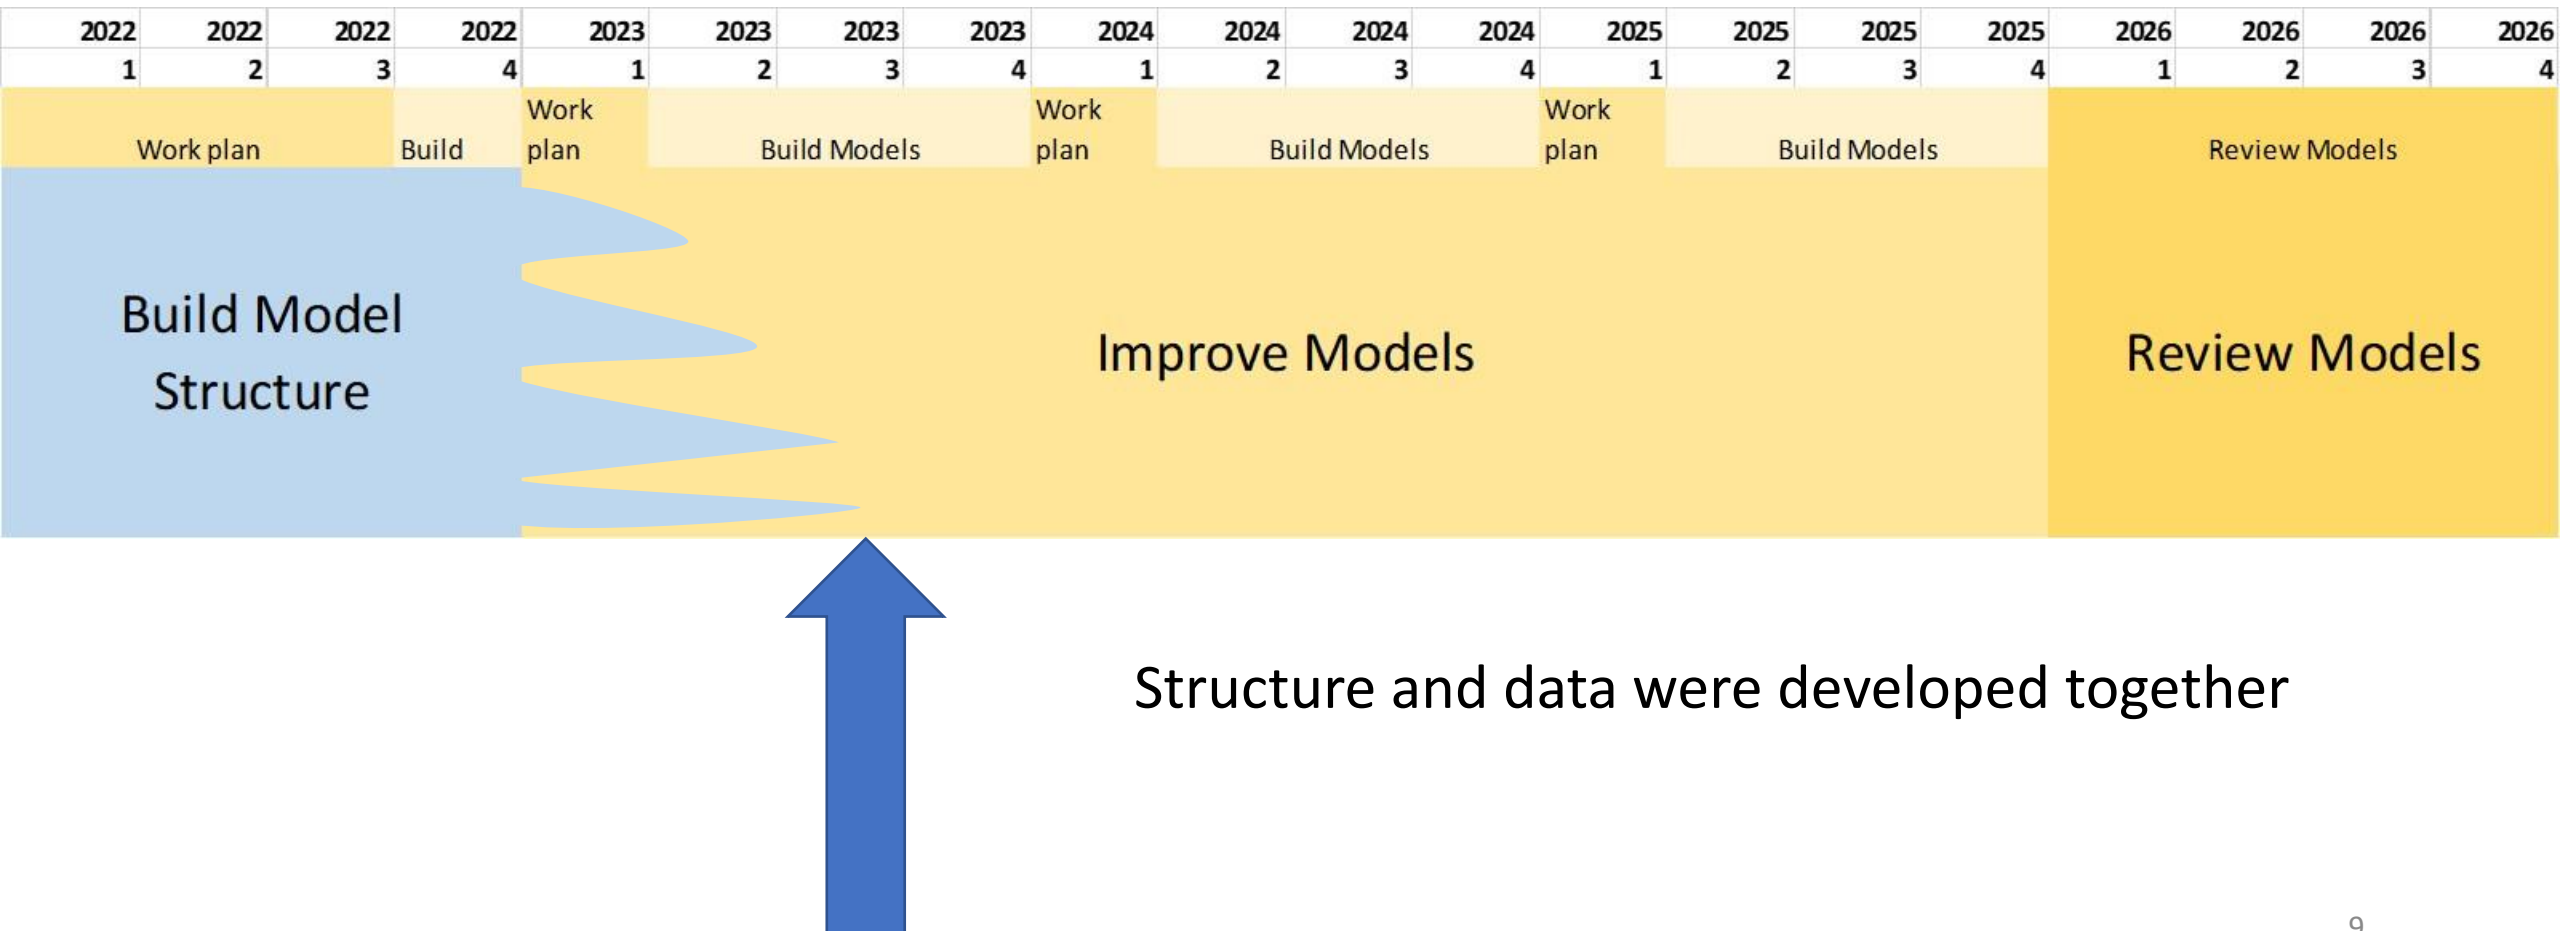 2022 2022 2022 2022 2023 2023 2023 2023 2024 2024 2024 2024 2025 2025 2025 2025 2026 2026 2026 2026
1 2 3 4 1 2 3 4 1 2 3 4 1 2 3 4 1 2 3 4
Work Work Work
Work plan Build plan Build Models plan Build Models plan Build Models Review Models
Build Model
Structure
Improve Models
Review Models
Structure and data were developed together
9